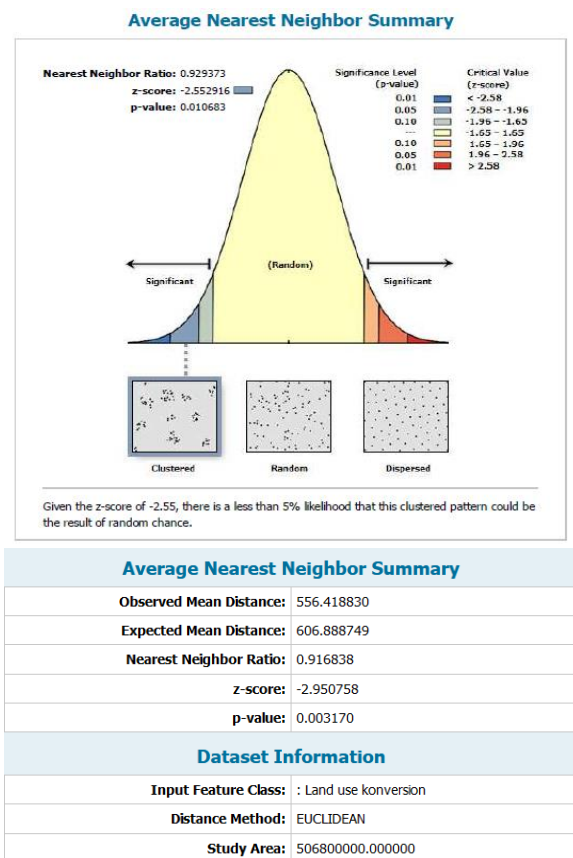 Average Nearest Neighbor Summary
Nearest Neighbor Ratio: 0.929373
z-score: -2.552916
p-value: 0.010683
Significance Level (p-value)
Critical Value (z-score)
0.01 < -2.58
0.05 -2.58 - -1.96
0.10 -1.96 - -1.65
--- -1.65 - 1.65
0.10 1.65 - 1.96
0.05 1.96 - 2.58
0.01 > 2.58
(Random)
Significant
Significant
Clustered
Random
Dispersed
Given the z-score of -2.55, there is a less than 5% likelihood that this clustered pattern could be
the result of random chance.
Average Nearest Neighbor Summary
Observed Mean Distance: 556.418830
Expected Mean Distance: 606.888749
Nearest Neighbor Ratio: 0.916838
z-score: -2.950758
p-value: 0.003170
Dataset Information
Input Feature Class: : Land use konversion
Distance Method: EUCLIDEAN
Study Area: 506800000.000000